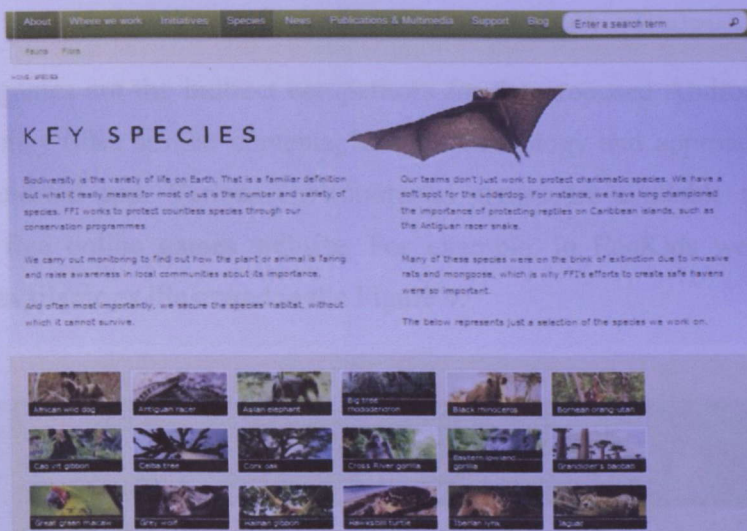 About Where we work Initiatives Species News Publications & Multimedia Support Blog Enter a search term
Fauna Flora
KEY SPECIES
Biodiversity is the variety of life on Earth. That is a familiar definition
but what it really means for most of us is the number and variety of
species. FFI works to protect countless species through our
conservation programmes.
We carry out monitoring to find out how the plant or animal is faring
and raise awareness in local communities about its importance.
And often most importantly, we secure the species' habitat, without
which it cannot survive.
Our teams don't just work to protect charismatic species. We have a
soft spot for the underdog. For instance, we have long championed
the importance of protecting reptiles on Caribbean islands, such as
the Antiguan racer snake.
Many of these species were on the brink of extinction due to invasive
rats and mongoose, which is why FFI's efforts to create safe havens
were so important.
The below represents just a selection of the species we work on.
African wild dog Antiguan racer Asian elephant Big tree rhododendron Black rhinoceros Bornean orang-utan
Cao vit gibbon Ceiba tree Cork oak Cross River gorilla Eastern lowland gorilla Grandidier's baobab
Great green macaw Grey wolf Hainan gibbon Hawksbill turtle Iberian lynx Jaguar